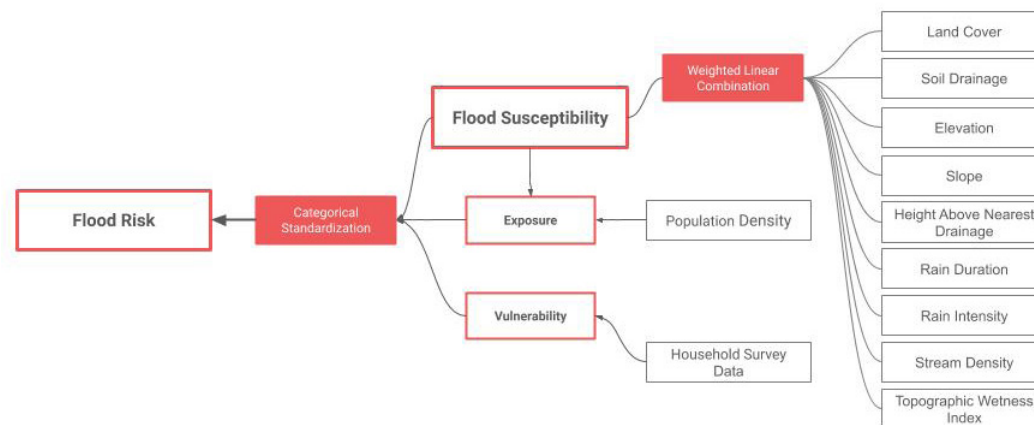 Flood Risk
Categorical
Standardization
Flood Susceptibility
Exposure
Vulnerability
Weighted Linear
Combination
Population Density
Household Survey
Data
Land Cover
Soil Drainage
Elevation
Slope
Height Above Nearest
Drainage
Rain Duration
Rain Intensity
Stream Density
Topographic Wetness
Index